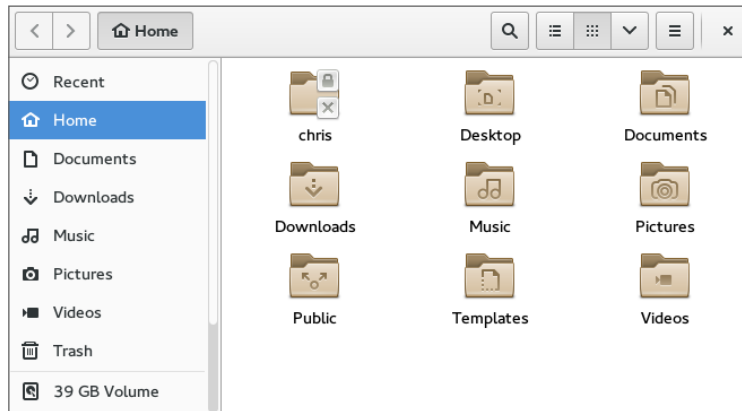 Home
Recent
Home
Documents
Downloads
Music
Pictures
Videos
Trash
39 GB Volume
chris
Desktop
Documents
Downloads
Music
Pictures
Public
Templates
Videos